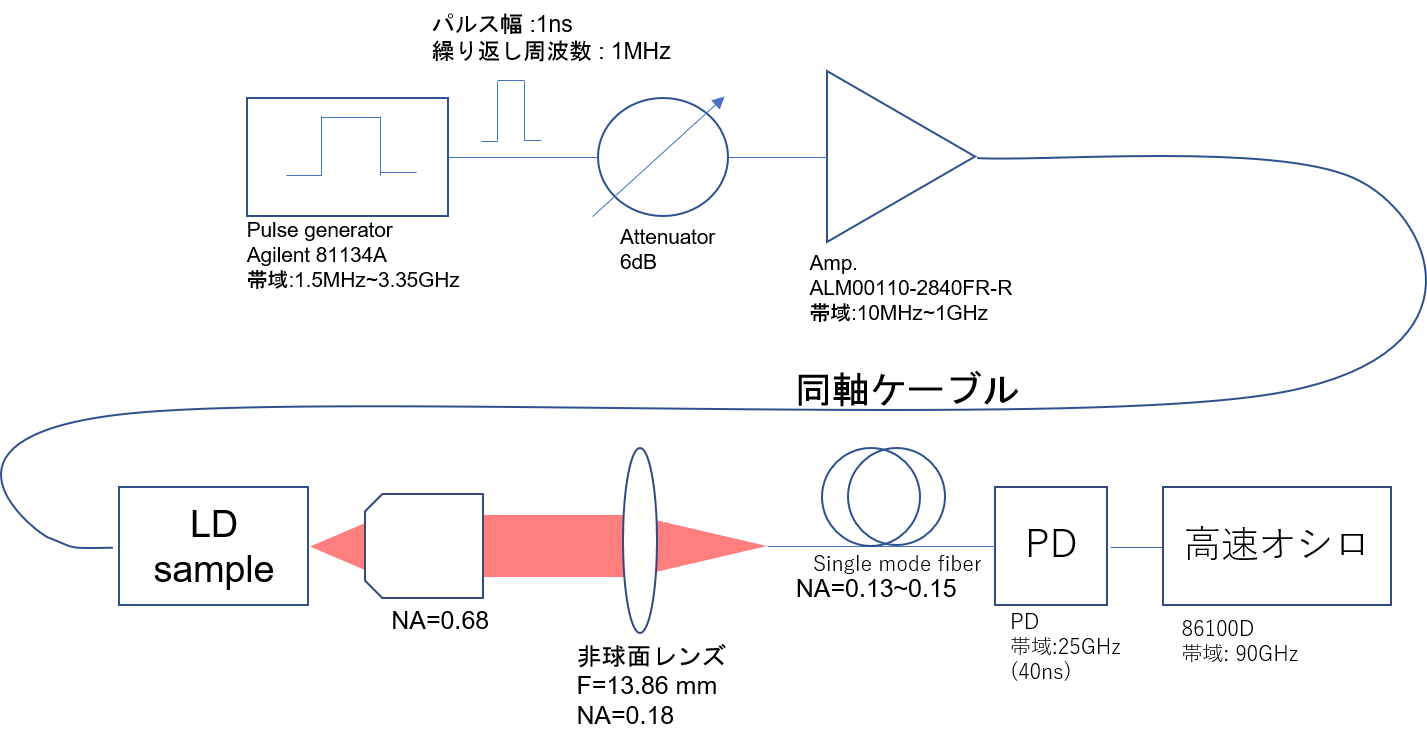 パルス幅 :1ns
繰り返し周波数 : 1MHz
Pulse generator
Agilent 81134A
帯域:1.5MHz~3.35GHz
Attenuator
6dB
Amp.
ALM00110-2840FR-R
帯域:10MHz~1GHz
同軸ケーブル
LD
sample
NA=0.68
非球面レンズ
F=13.86 mm
NA=0.18
Single mode fiber
NA=0.13~0.15
PD
PD
帯域:25GHz
(40ns)
高速オシロ
86100D
帯域: 90GHz